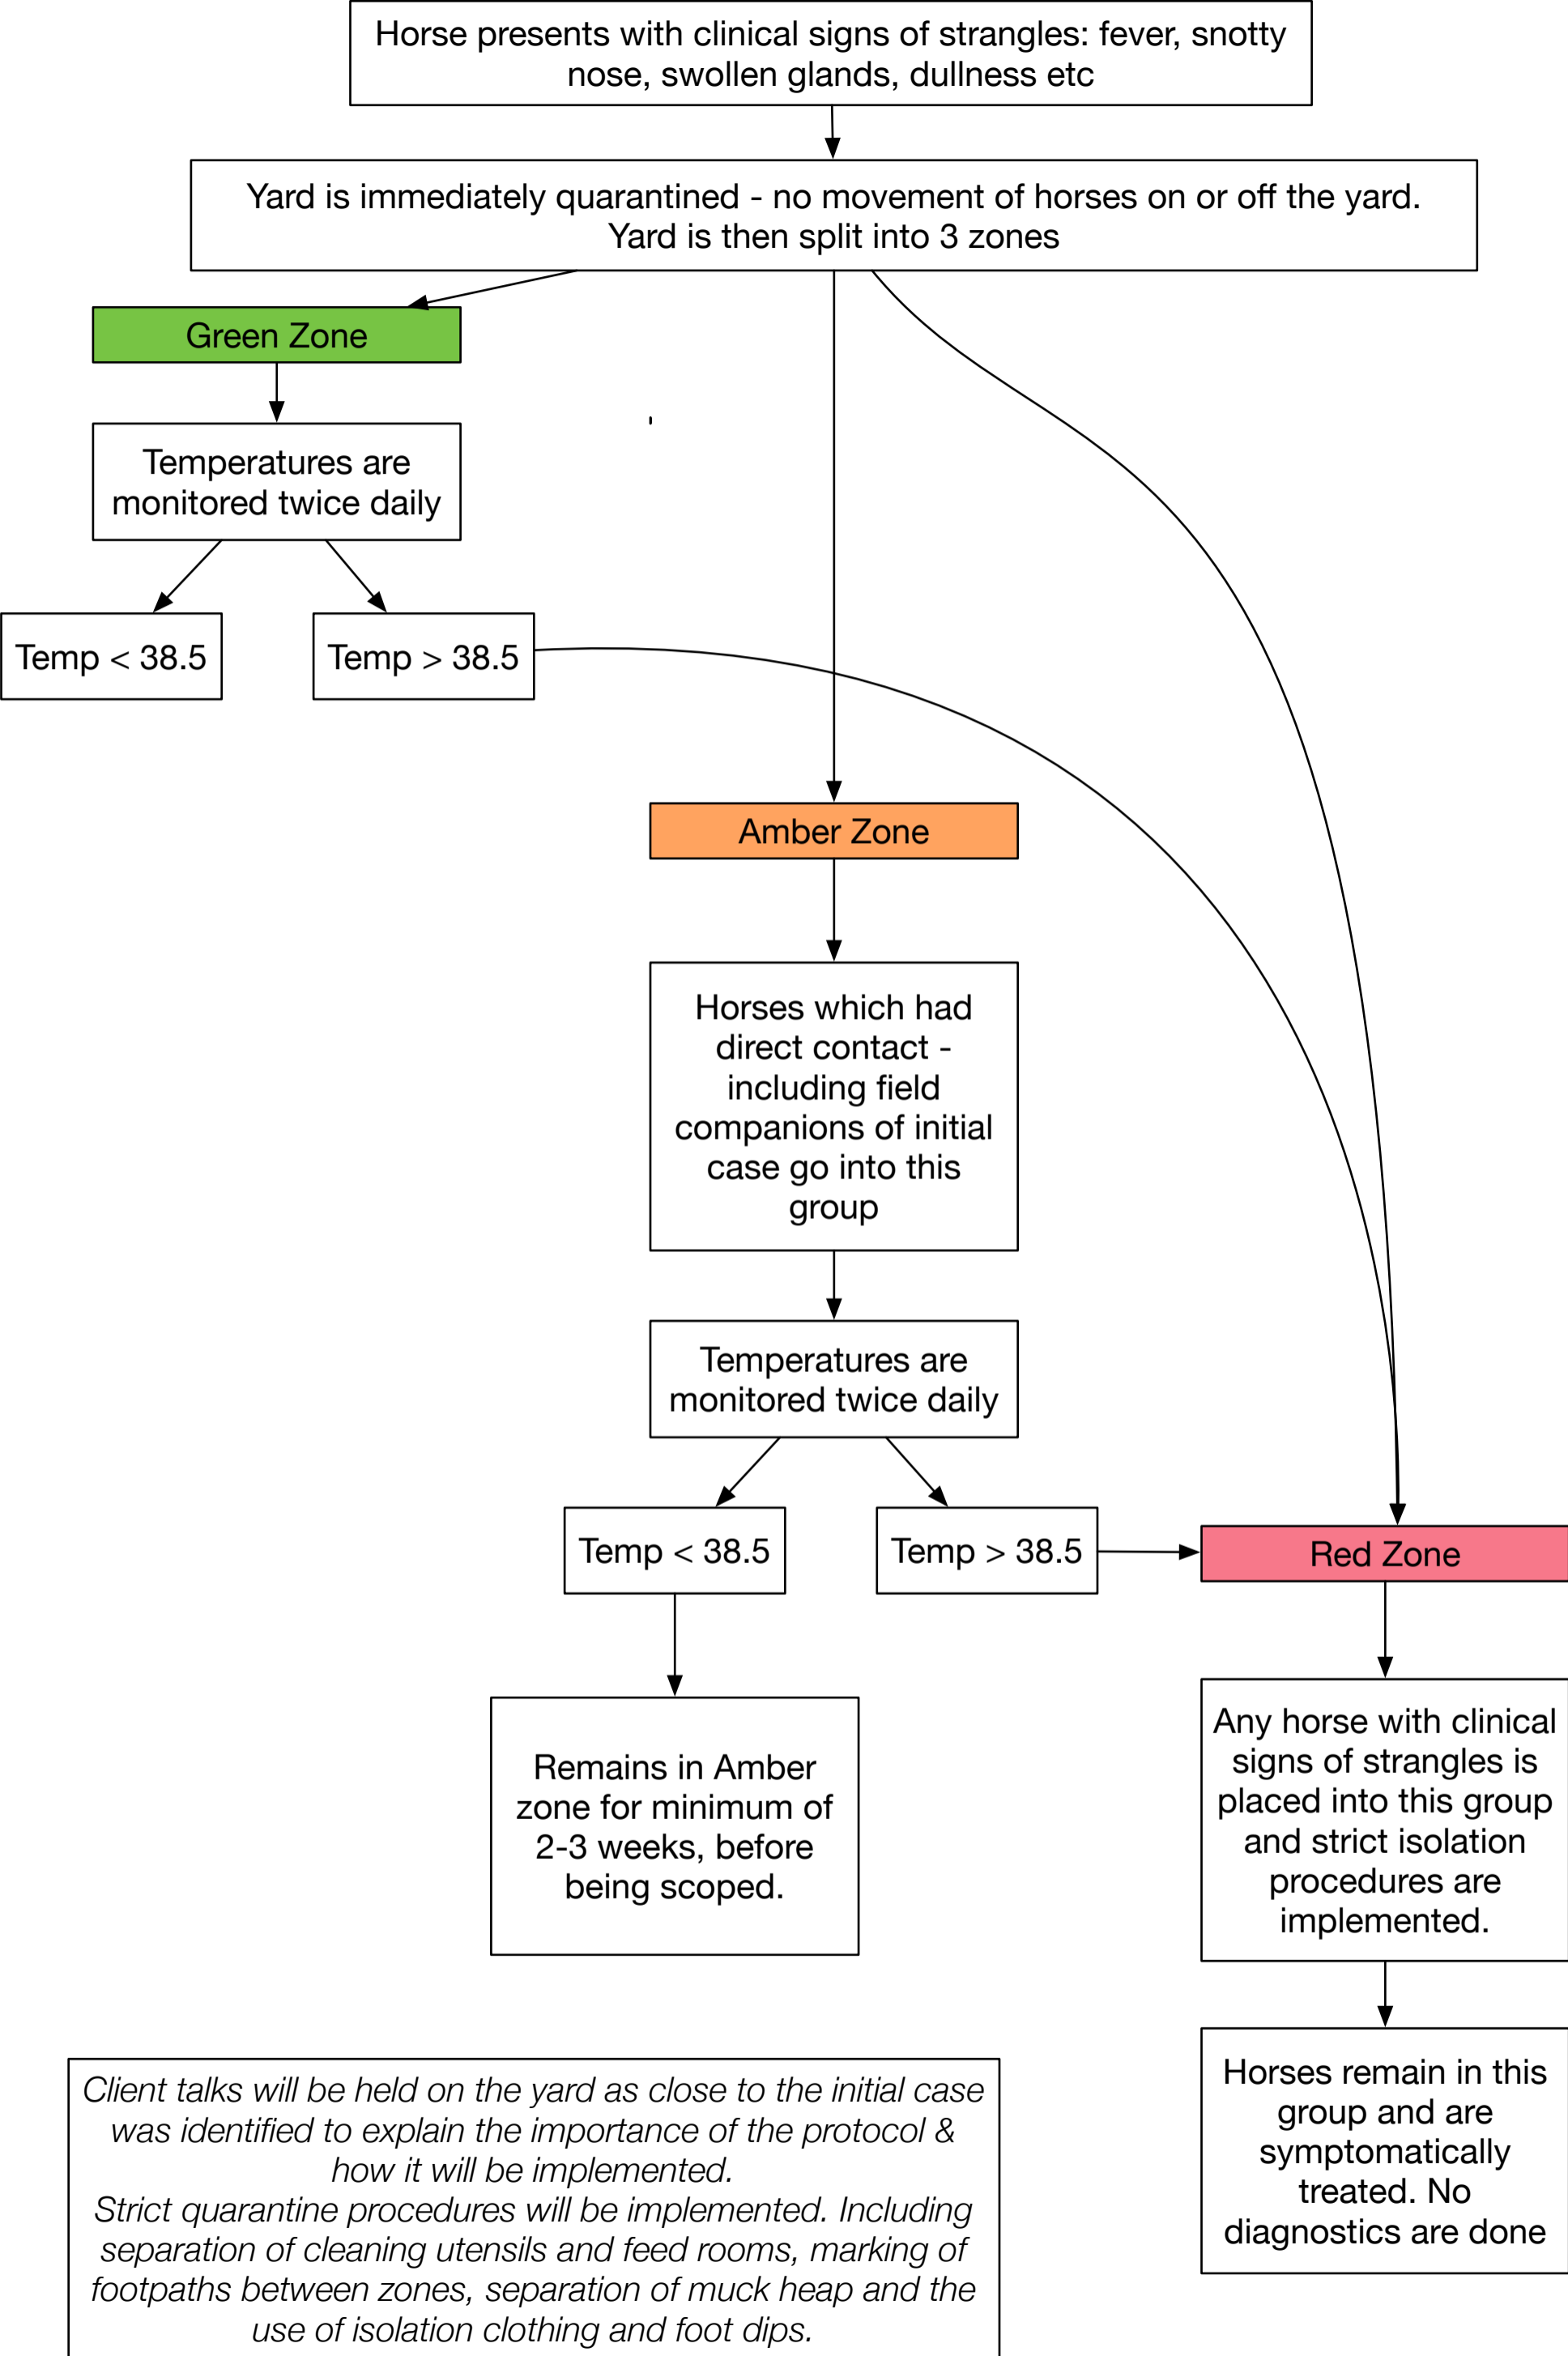 Horse presents with clinical signs of strangles: fever, snotty
nose, swollen glands, dullness etc
Yard is immediately quarantined - no movement of horses on or off the yard.
Yard is then split into 3 zones
Green Zone
Temperatures are
monitored twice daily
Temp < 38.5
Temp > 38.5
Amber Zone
Horses which had
direct contact -
including field
companions of initial
case go into this
group
Temperatures are
monitored twice daily
Temp < 38.5
Temp > 38.5
Red Zone
Remains in Amber
zone for minimum of
2-3 weeks, before
being scoped.
Any horse with clinical
signs of strangles is
placed into this group
and strict isolation
procedures are
implemented.
Horses remain in this
group and are
symptomatically
treated. No
diagnostics are done
Client talks will be held on the yard as close to the initial case
was identified to explain the importance of the protocol &
how it will be implemented.
Strict quarantine procedures will be implemented. Including
separation of cleaning utensils and feed rooms, marking of
footpaths between zones, separation of muck heap and the
use of isolation clothing and foot dips.